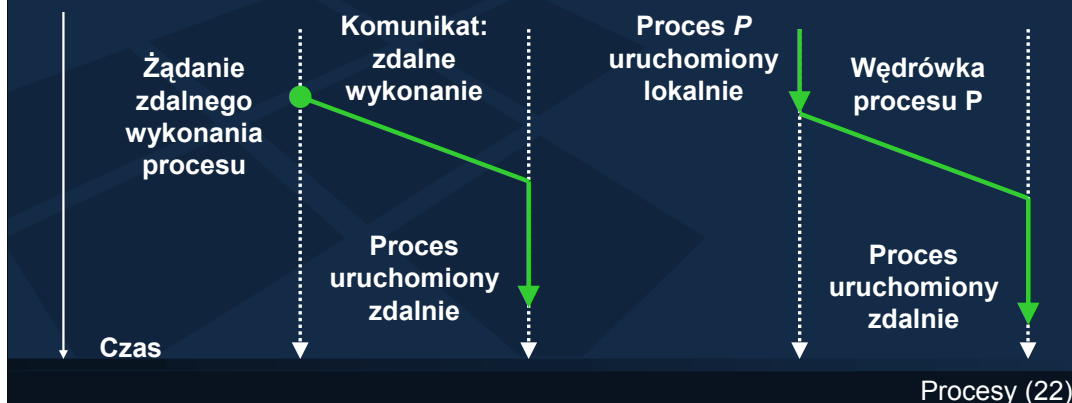 Żądanie
zdalnego
wykonania
procesu
Komunikat:
zdalne
wykonanie
Proces
uruchomiony
zdalnie
Proces P
uruchomiony
lokalnie
Wędrówka
procesu P
Proces
uruchomiony
zdalnie
Czas
Procesy (22)